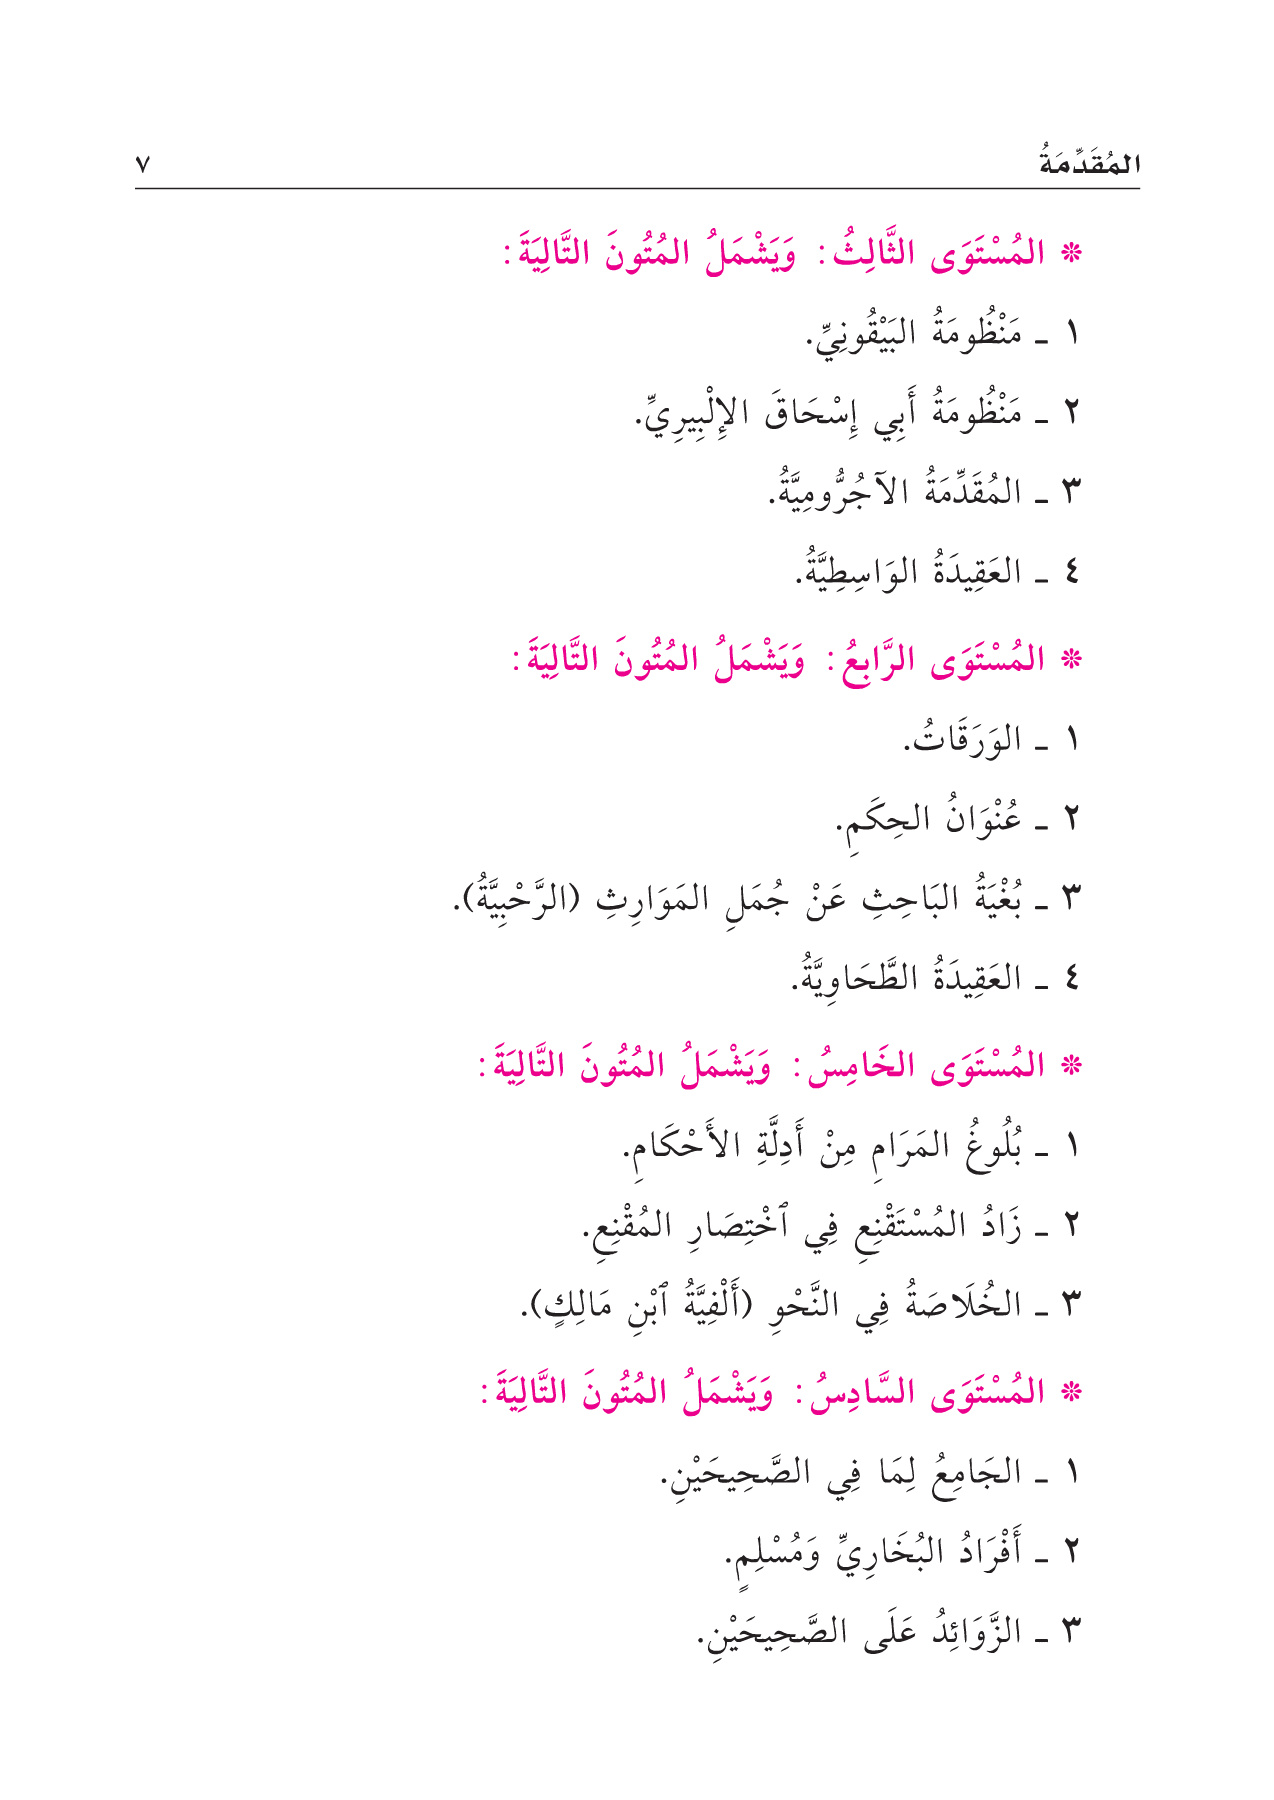 المُقَدِّمَةُ ٧
* المُسْتَوَى الثَّالِثُ: وَيَشْمَلُ المُتُونَ التَّالِيَةَ:
١ ـ مَنْظُومَةُ البَيْقُونِيِّ.
٢ ـ مَنْظُومَةُ أَبِي إِسْحَاقَ الإِلْبِيرِيِّ.
٣ ـ المُقَدِّمَةُ الآجُرُّومِيَّةُ.
٤ ـ العَقِيدَةُ الوَاسِطِيَّةُ.
* المُسْتَوَى الرَّابِعُ: وَيَشْمَلُ المُتُونَ التَّالِيَةَ:
١ ـ الوَرَقَاتُ.
٢ ـ عُنْوَانُ الحِكَمِ.
٣ ـ بُغْيَةُ البَاحِثِ عَنْ جُمَلِ المَوَارِثِ (الرَّحْبِيَّةُ).
٤ ـ العَقِيدَةُ الطَّحَاوِيَّةُ.
* المُسْتَوَى الخَامِسُ: وَيَشْمَلُ المُتُونَ التَّالِيَةَ:
١ ـ بُلُوغُ المَرَامِ مِنْ أَدِلَّةِ الأَحْكَامِ.
٢ ـ زَادُ المُسْتَقْنِعِ فِي ٱخْتِصَارِ المُقْنِعِ.
٣ ـ الخُلَاصَةُ فِي النَّحْوِ (أَلْفِيَّةُ ٱبْنِ مَالِكٍ).
* المُسْتَوَى السَّادِسُ: وَيَشْمَلُ المُتُونَ التَّالِيَةَ:
١ ـ الجَامِعُ لِمَا فِي الصَّحِيحَيْنِ.
٢ ـ أَفْرَادُ البُخَارِيِّ وَمُسْلِمٍ.
٣ ـ الزَّوَائِدُ عَلَى الصَّحِيحَيْنِ.